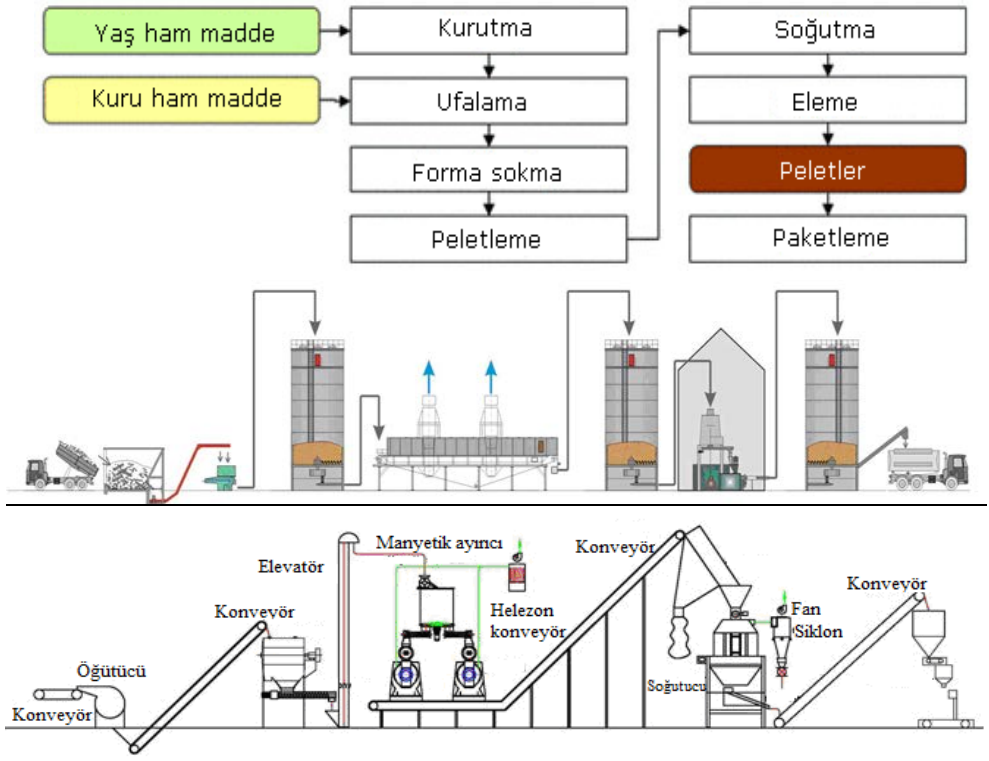 Yaş ham madde
Kurutma
Soğutma
Kuru ham madde
Ufalama
Eleme
Forma sokma
Peletler
Peletleme
Paketleme
Elevatör
Manyetik ayırıcı
Konveyör
Konveyör
Konveyör
Helezon
konveyör
Fan
Siklon
Öğütücü
Soğutucu
Konveyör